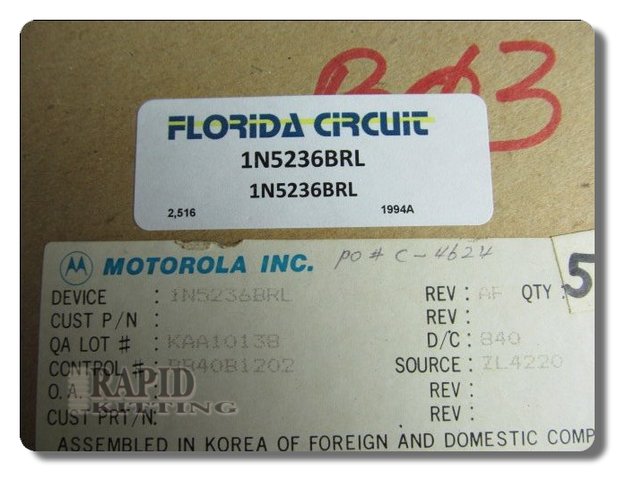 BØ3
FLORIDA CIRCUIT
1N5236BRL
1N5236BRL
2,516 1994A
MOTOROLA INC. PO # C-4624
DEVICE : 1N5236BRL REV : AF QTY : 5
CUST P/N : REV :
QA LOT # : KAA10138 D/C : 840
CONTROL # : BB40B1202 SOURCE : ZL4220
O.A. REV :
CUST PRT/N: REV :
RAPID
KITTING
ASSEMBLED IN KOREA OF FOREIGN AND DOMESTIC COMP